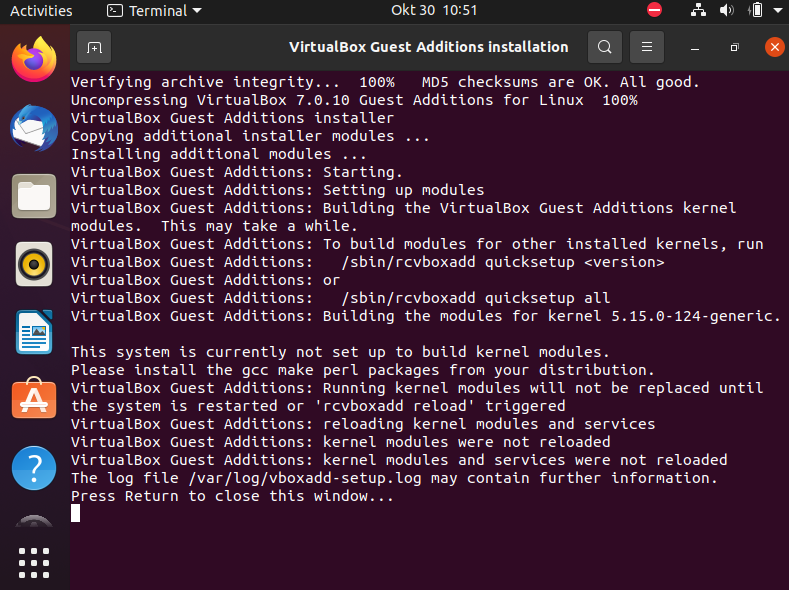 Activities
Terminal
Okt 30 10:51
VirtualBox Guest Additions installation
Verifying archive integrity...  100%   MD5 checksums are OK. All good.
Uncompressing VirtualBox 7.0.10 Guest Additions for Linux  100%
VirtualBox Guest Additions installer
Copying additional installer modules ...
Installing additional modules ...
VirtualBox Guest Additions: Starting.
VirtualBox Guest Additions: Setting up modules
VirtualBox Guest Additions: Building the VirtualBox Guest Additions kernel
modules.  This may take a while.
VirtualBox Guest Additions: To build modules for other installed kernels, run
VirtualBox Guest Additions:   /sbin/rcvboxadd quicksetup <version>
VirtualBox Guest Additions: or
VirtualBox Guest Additions:   /sbin/rcvboxadd quicksetup all
VirtualBox Guest Additions: Building the modules for kernel 5.15.0-124-generic.
This system is currently not set up to build kernel modules.
Please install the gcc make perl packages from your distribution.
VirtualBox Guest Additions: Running kernel modules will not be replaced until
the system is restarted or 'rcvboxadd reload' triggered
VirtualBox Guest Additions: reloading kernel modules and services
VirtualBox Guest Additions: kernel modules were not reloaded
VirtualBox Guest Additions: kernel modules and services were not reloaded
The log file /var/log/vboxadd-setup.log may contain further information.
Press Return to close this window...